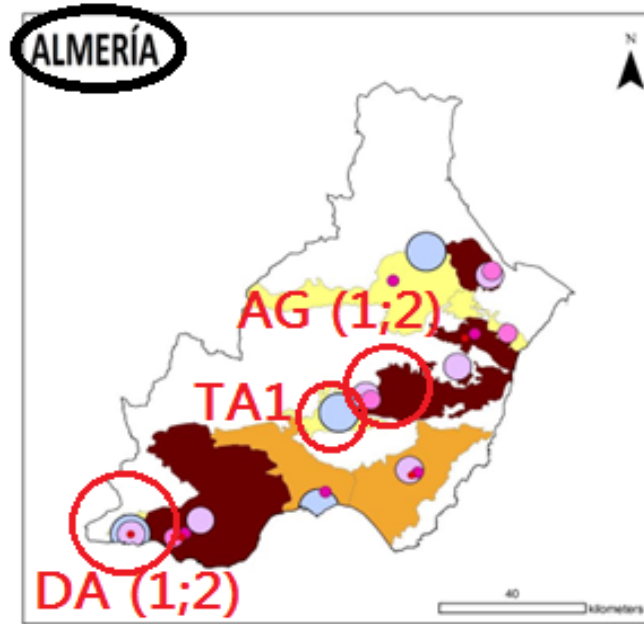 ALMERÍA
N
AG (1;2)
TA1
DA (1;2)
40
kilometers